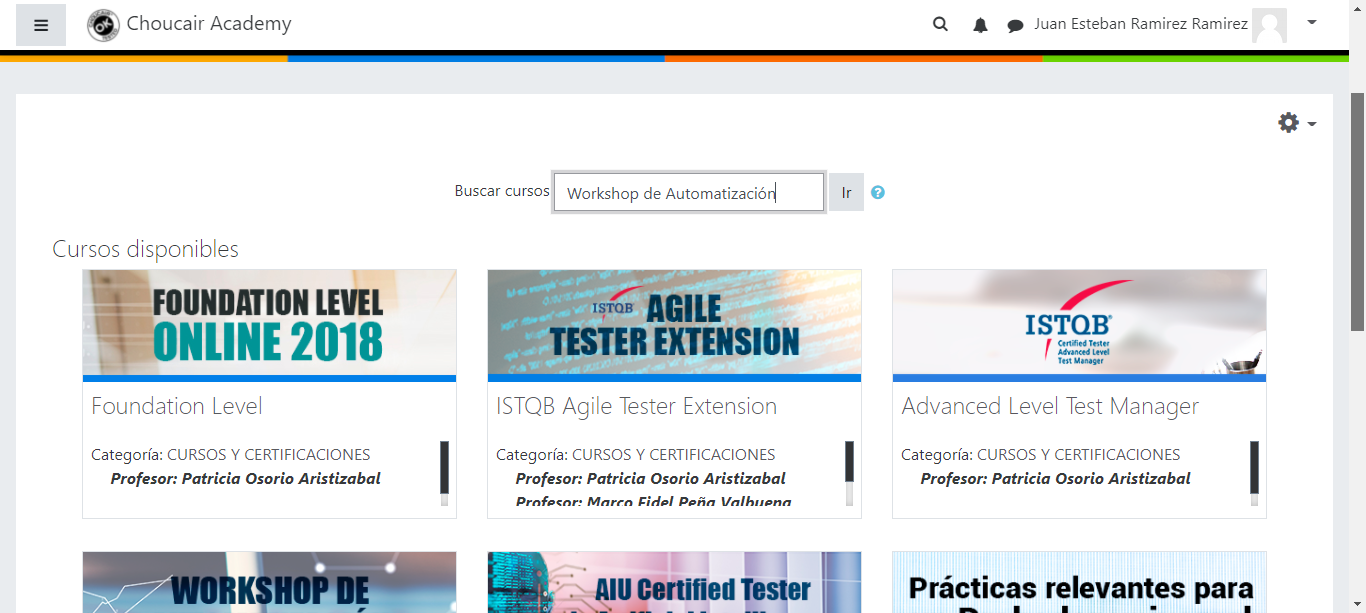 Choucair Academy
Juan Esteban Ramirez Ramirez
Buscar cursos
Workshop de Automatización
Ir
Cursos disponibles
FOUNDATION LEVEL
ONLINE 2018
Foundation Level
Categoría: CURSOS Y CERTIFICACIONES
Profesor: Patricia Osorio Aristizabal
ISTQB AGILE
TESTER EXTENSION
ISTQB Agile Tester Extension
Categoría: CURSOS Y CERTIFICACIONES
Profesor: Patricia Osorio Aristizabal
Profesor: Marco Fidel Peña Valbuena
ISTQB®
Certified Tester
Advanced Level
Test Manager
Advanced Level Test Manager
Categoría: CURSOS Y CERTIFICACIONES
Profesor: Patricia Osorio Aristizabal
WORKSHOP DE
AIU Certified Tester
Prácticas relevantes para